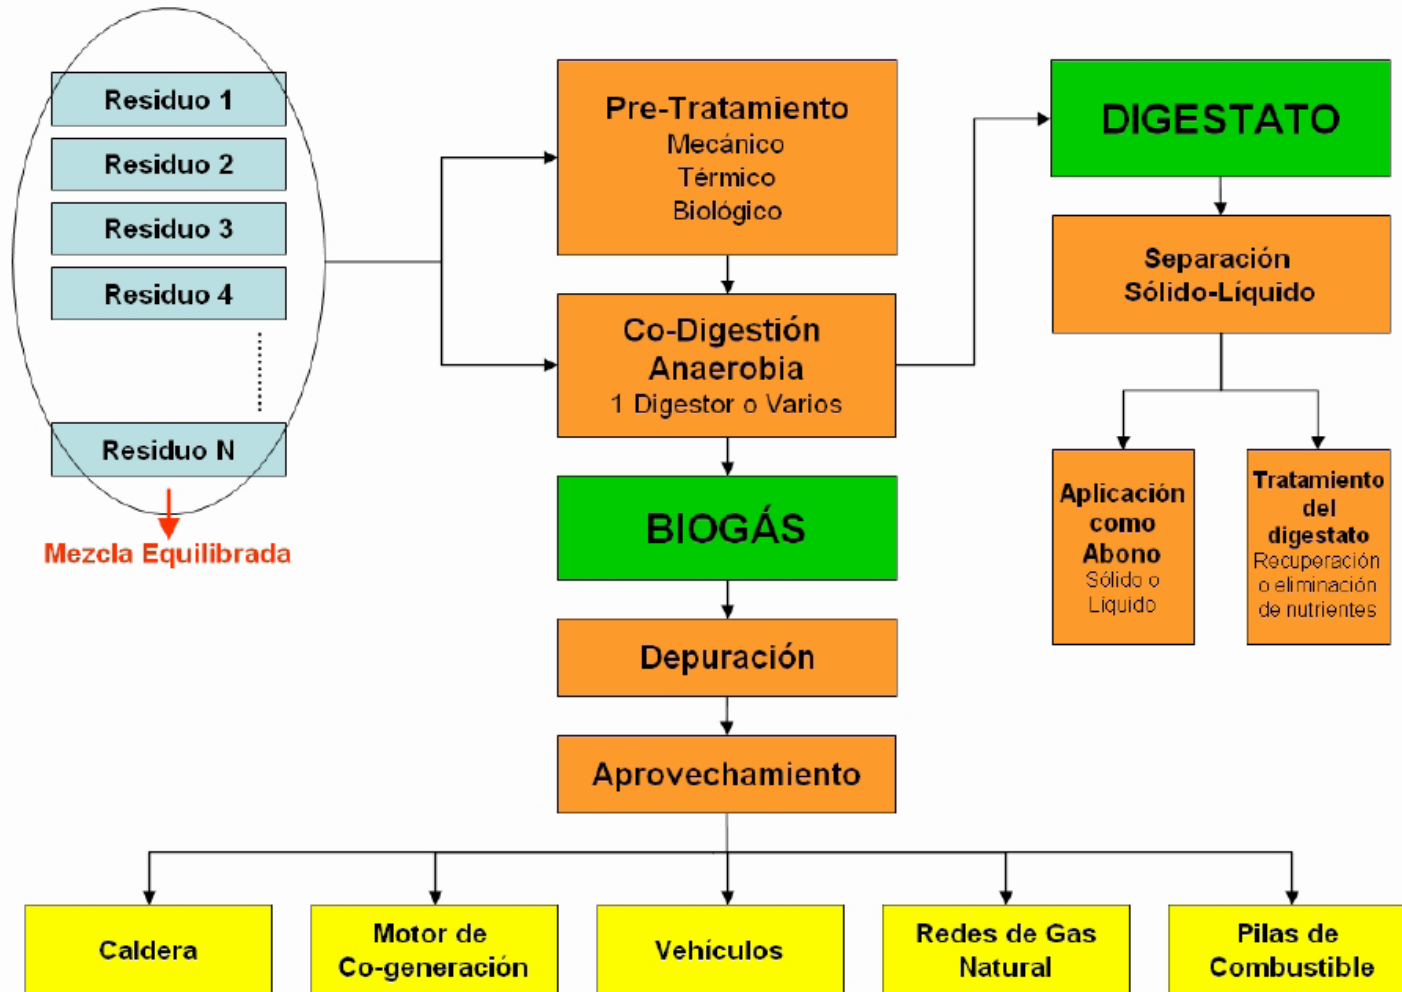 Residuo 1
Residuo 2
Residuo 3
Residuo 4
Residuo N
Mezcla Equilibrada
Pre-Tratamiento
Mecánico
Térmico
Biológico
Co-Digestión
Anaerobia
1 Digestor o Varios
BIOGÁS
Depuración
Aprovechamiento
DIGESTATO
Separación
Sólido-Líquido
Aplicación
como
Abono
Sólido o
Líquido
Tratamiento
del
digestato
Recuperación
o eliminación
de nutrientes
Caldera
Motor de
Co-generación
Vehículos
Redes de Gas
Natural
Pilas de
Combustible